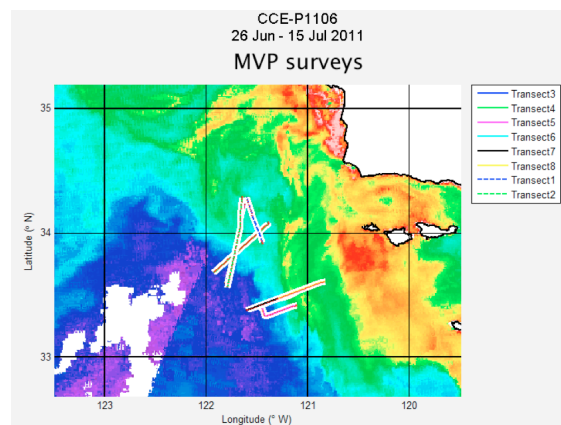 CCE-P1106
26 Jun - 15 Jul 2011
MVP surveys
35
34
33
Latitude (° N)
123
122
121
120
Longitude (° W)
Transect3
Transect4
Transect5
Transect6
Transect7
Transect8
Transect1
Transect2